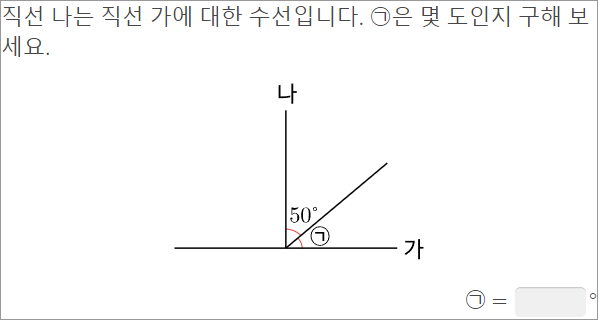 직선 나는 직선 가에 대한 수선입니다. ㉠은 몇 도인지 구해 보
세요.
나
50°
㉠
가
㉠ = °